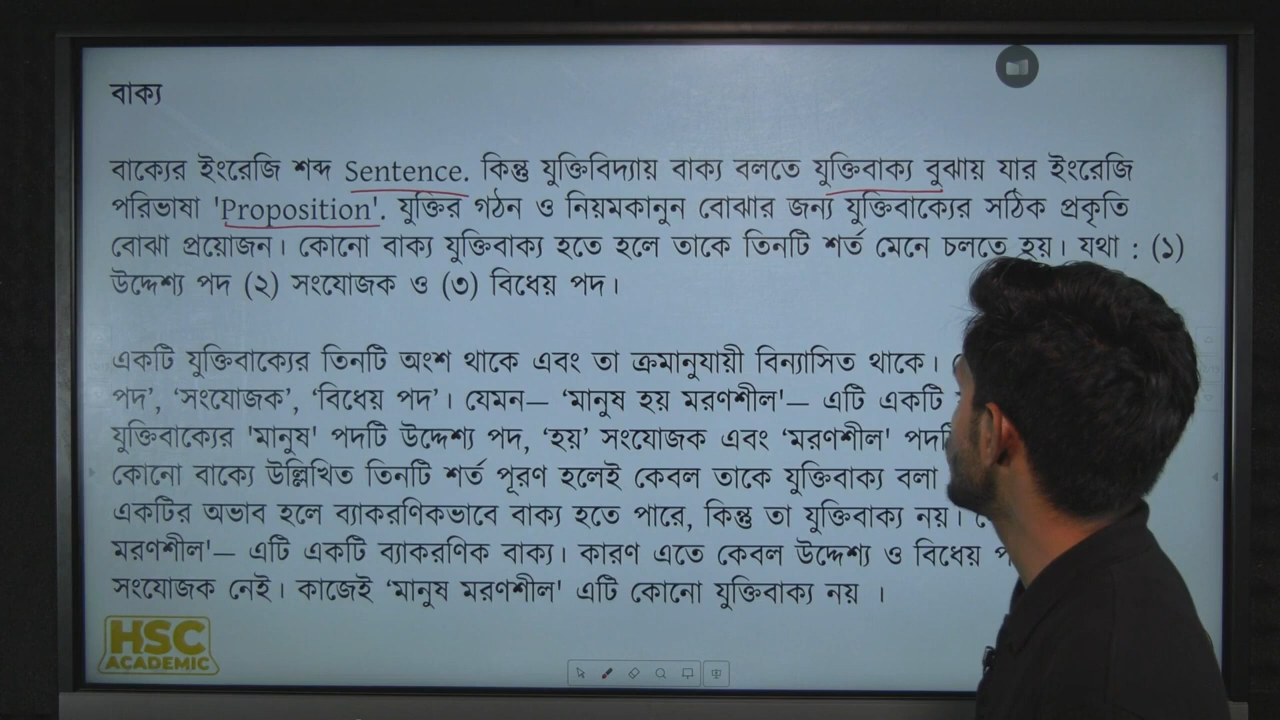 বাক্য
বাক্যের ইংরেজি শব্দ Sentence. কিন্তু যুক্তিবিদ্যায় বাক্য বলতে যুক্তিবাক্য বুঝায় যার ইংরেজি
পরিভাষা 'Proposition'. যুক্তির গঠন ও নিয়মকানুন বোঝার জন্য যুক্তিবাক্যের সঠিক প্রকৃতি
বোঝা প্রয়োজন। কোনো বাক্য যুক্তিবাক্য হতে হলে তাকে তিনটি শর্ত মেনে চলতে হয়। যথা : (১)
উদ্দেশ্য পদ (২) সংযোজক ও (৩) বিধেয় পদ।
একটি যুক্তিবাক্যের তিনটি অংশ থাকে এবং তা ক্রমানুযায়ী বিন্যাসিত থাকে।
পদ’, ‘সংযোজক’, ‘বিধেয় পদ’। যেমন— ‘মানুষ হয় মরণশীল'— এটি একটি
যুক্তিবাক্যের 'মানুষ' পদটি উদ্দেশ্য পদ, ‘হয়’ সংযোজক এবং ‘মরণশীল'
কোনো বাক্যে উল্লিখিত তিনটি শর্ত পূরণ হলেই কেবল তাকে যুক্তিবাক্য বলা
একটির অভাব হলে ব্যাকরণিকভাবে বাক্য হতে পারে, কিন্তু তা যুক্তিবাক্য নয়।
মরণশীল'— এটি একটি ব্যাকরণিক বাক্য। কারণ এতে কেবল উদ্দেশ্য ও বিধেয়
সংযোজক নেই। কাজেই ‘মানুষ মরণশীল' এটি কোনো যুক্তিবাক্য নয় ।
HSC
ACADEMIC